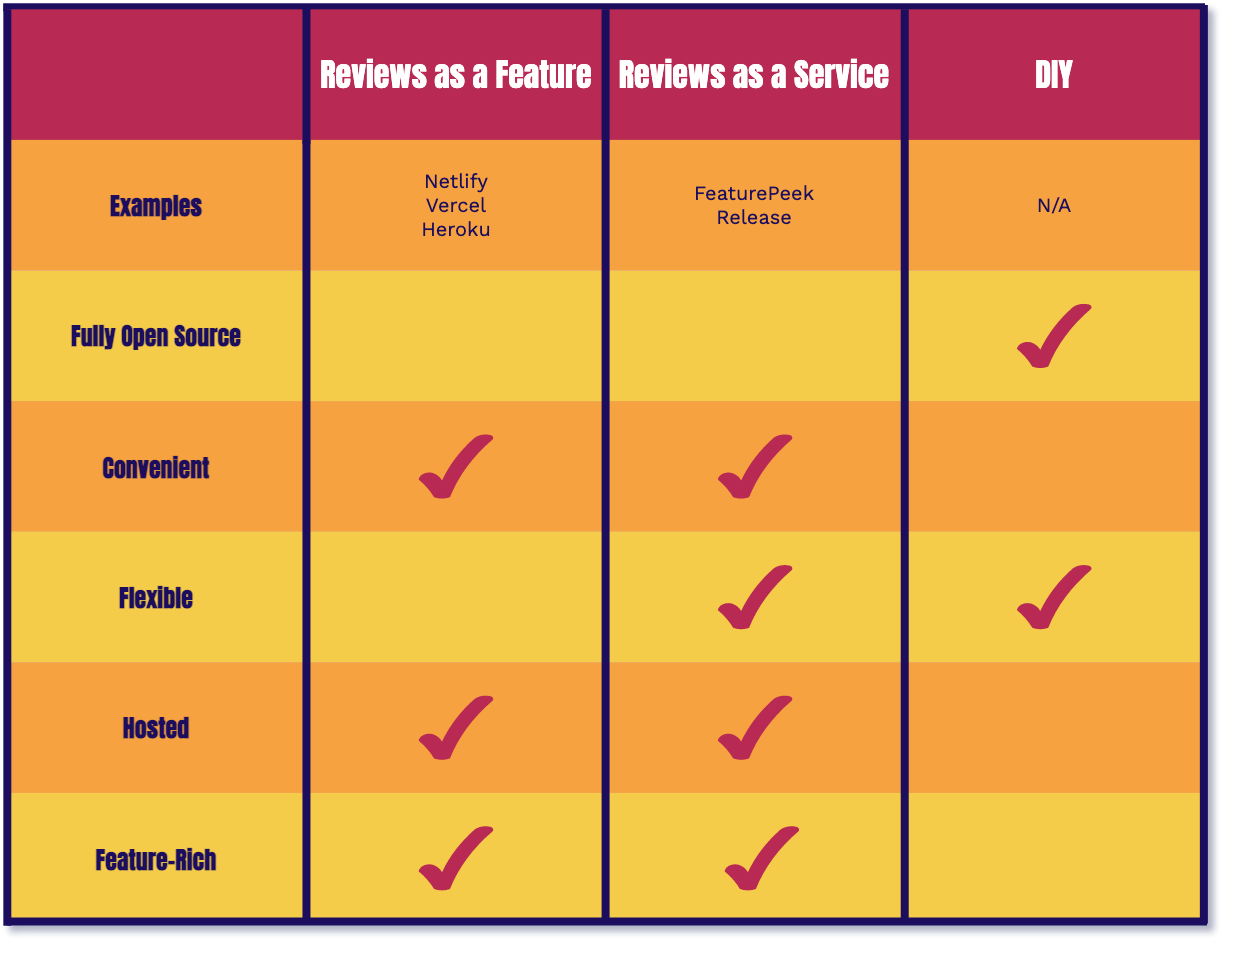 Reviews as a Feature
Reviews as a Service
DIY
Examples
Netlify
Vercel
Heroku
FeaturePeek
Release
N/A
Fully Open Source
Convenient
Flexible
Hosted
Feature-Rich